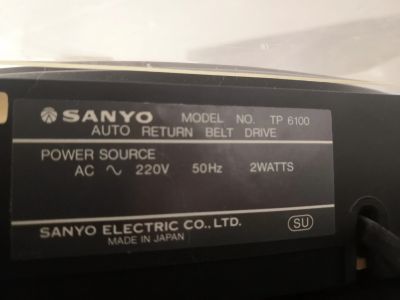 SANYO MODEL NO. TP 6100
AUTO RETURN BELT DRIVE
POWER SOURCE
AC ∿ 220V 50Hz 2WATTS
SANYO ELECTRIC CO., LTD.
MADE IN JAPAN
SU